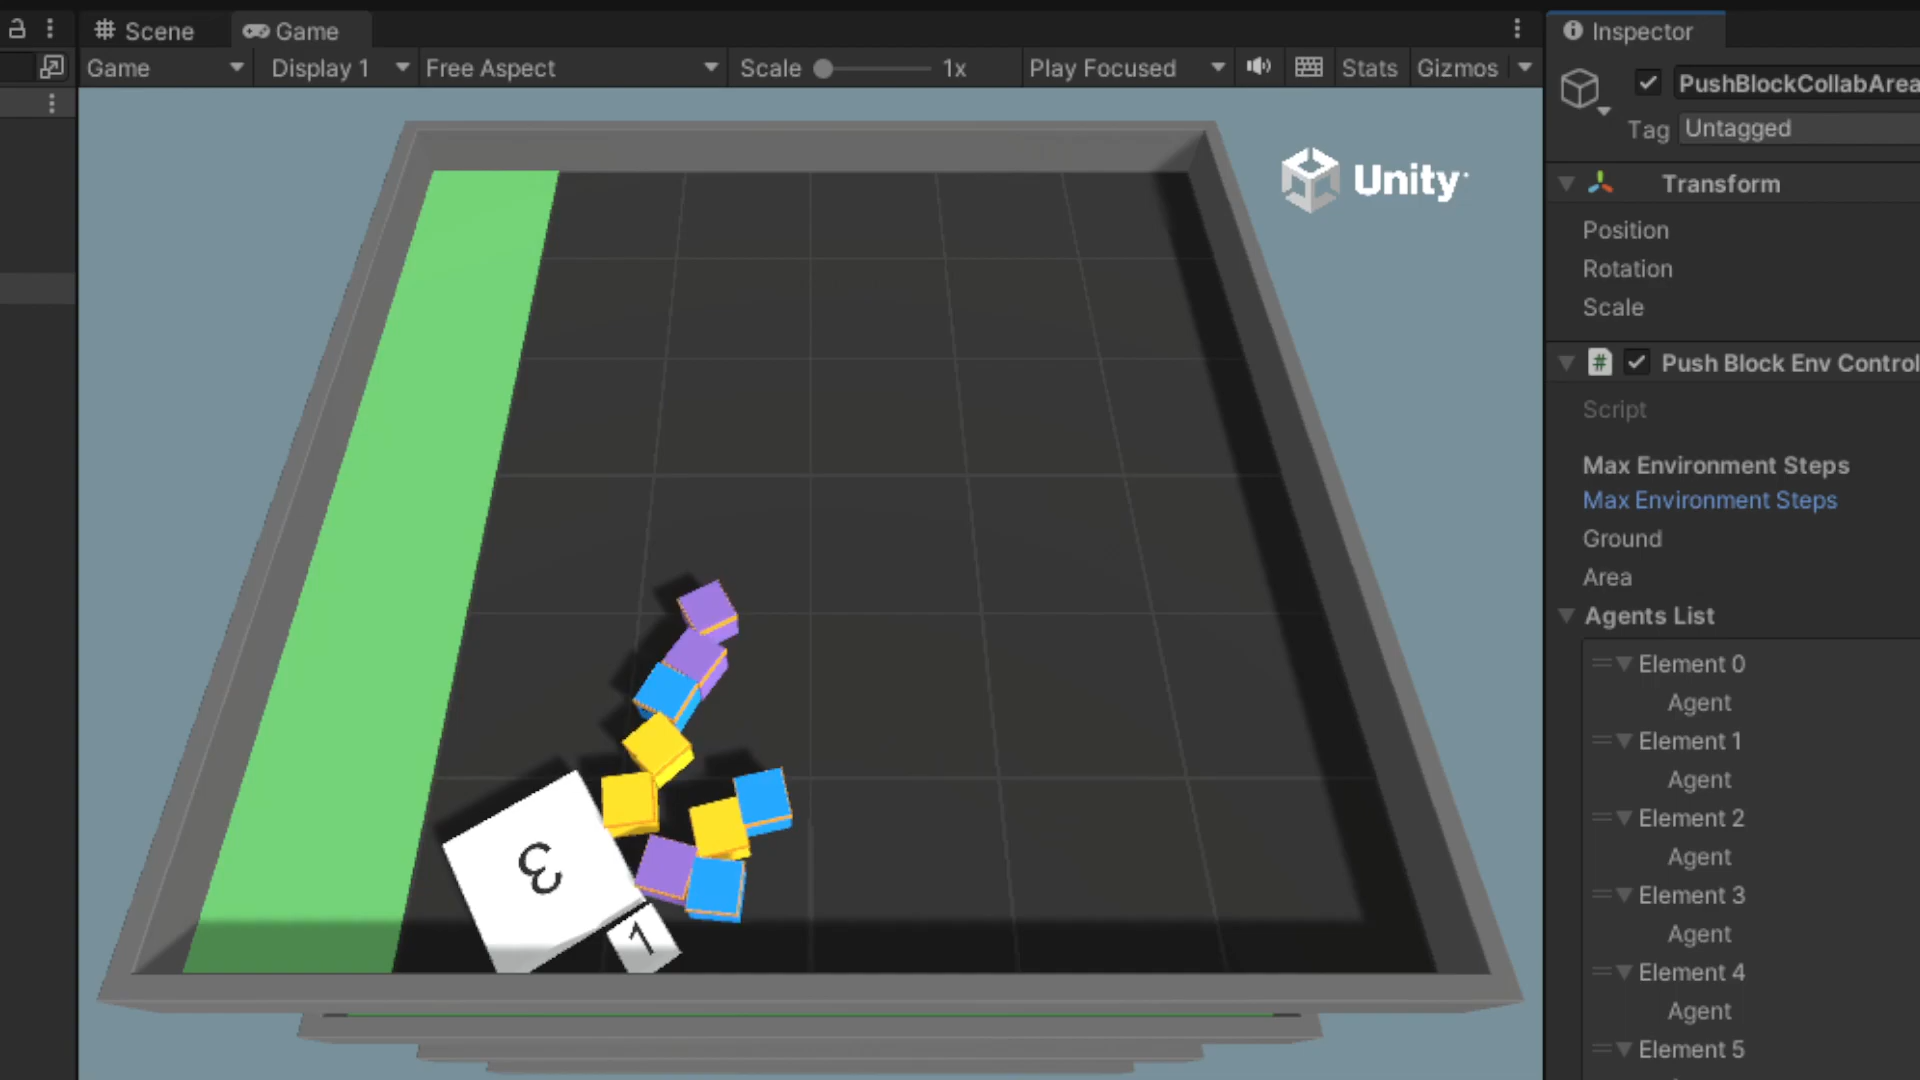 Scene
Game
Inspector
Game
Display 1
Free Aspect
Scale
1x
Play Focused
Stats
Gizmos
PushBlockCollabArea
Tag
Untagged
Unity
Transform
Position
Rotation
Scale
Push Block Env Control
Script
Max Environment Steps
Max Environment Steps
Ground
Area
Agents List
Element 0
Agent
Element 1
Agent
Element 2
Agent
Element 3
Agent
Element 4
Agent
Element 5
3
1